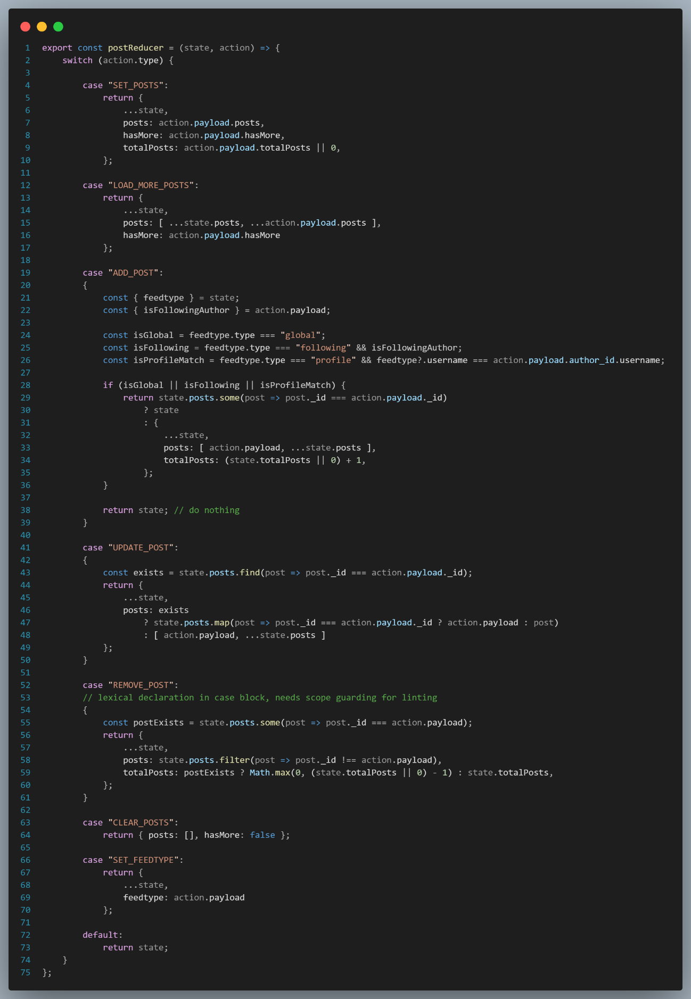 1 export const postReducer = (state, action) => {
2     switch (action.type) {
3
4         case "SET_POSTS":
5             return {
6                 ...state,
7                 posts: action.payload.posts,
8                 hasMore: action.payload.hasMore,
9                 totalPosts: action.payload.totalPosts || 0,
10             };
11
12         case "LOAD_MORE_POSTS":
13             return {
14                 ...state,
15                 posts: [ ...state.posts, ...action.payload.posts ],
16                 hasMore: action.payload.hasMore
17             };
18
19         case "ADD_POST":
20         {
21             const { feedtype } = state;
22             const { isFollowingAuthor } = action.payload;
23
24             const isGlobal = feedtype.type === "global";
25             const isFollowing = feedtype.type === "following" && isFollowingAuthor;
26             const isProfileMatch = feedtype.type === "profile" && feedtype?.username === action.payload.author_id.username;
27
28             if (isGlobal || isFollowing || isProfileMatch) {
29                 return state.posts.some(post => post._id === action.payload._id)
30                     ? state
31                     : {
32                         ...state,
33                         posts: [ action.payload, ...state.posts ],
34                         totalPosts: (state.totalPosts || 0) + 1,
35                     };
36             }
37
38             return state; // do nothing
39         }
40
41         case "UPDATE_POST":
42         {
43             const exists = state.posts.find(post => post._id === action.payload._id);
44             return {
45                 ...state,
46                 posts: exists
47                     ? state.posts.map(post => post._id === action.payload._id ? action.payload : post)
48                     : [ action.payload, ...state.posts ]
49             };
50         }
51
52         case "REMOVE_POST":
53         // lexical declaration in case block, needs scope guarding for linting
54         {
55             const postExists = state.posts.some(post => post._id === action.payload);
56             return {
57                 ...state,
58                 posts: state.posts.filter(post => post._id !== action.payload),
59                 totalPosts: postExists ? Math.max(0, (state.totalPosts || 0) - 1) : state.totalPosts,
60             };
61         }
62
63         case "CLEAR_POSTS":
64             return { posts: [], hasMore: false };
65
66         case "SET_FEEDTYPE":
67             return {
68                 ...state,
69                 feedtype: action.payload
70             };
71
72         default:
73             return state;
74     }
75 };